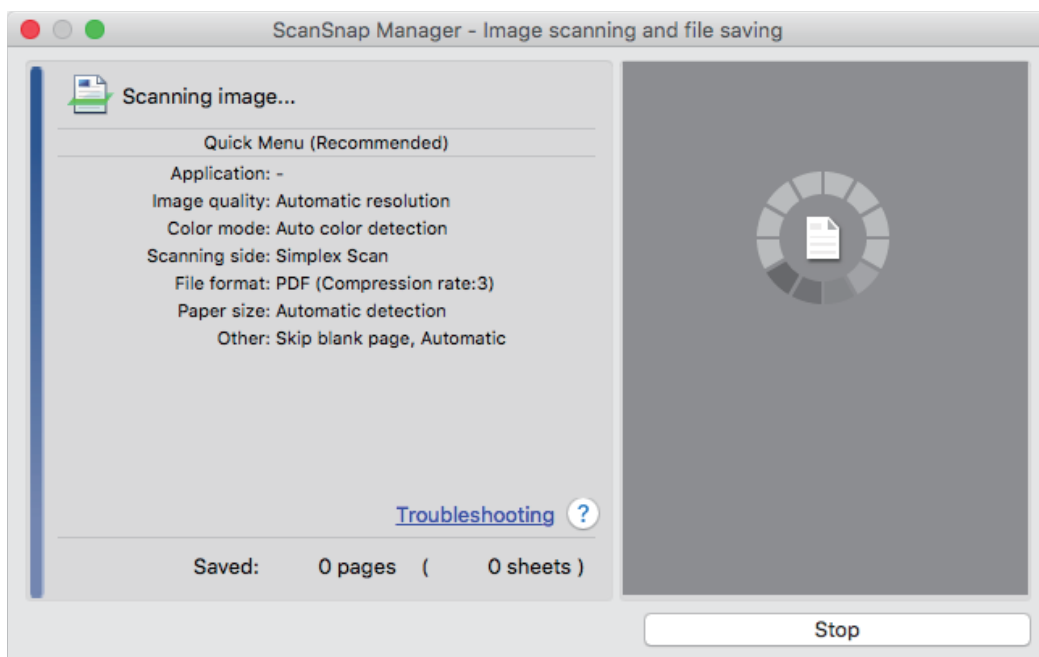 ScanSnap Manager - Image scanning and file saving
Scanning image...
Quick Menu (Recommended)
Application: -
Image quality: Automatic resolution
Color mode: Auto color detection
Scanning side: Simplex Scan
File format: PDF (Compression rate:3)
Paper size: Automatic detection
Other: Skip blank page, Automatic
Troubleshooting ?
Saved: 0 pages ( 0 sheets )
Stop